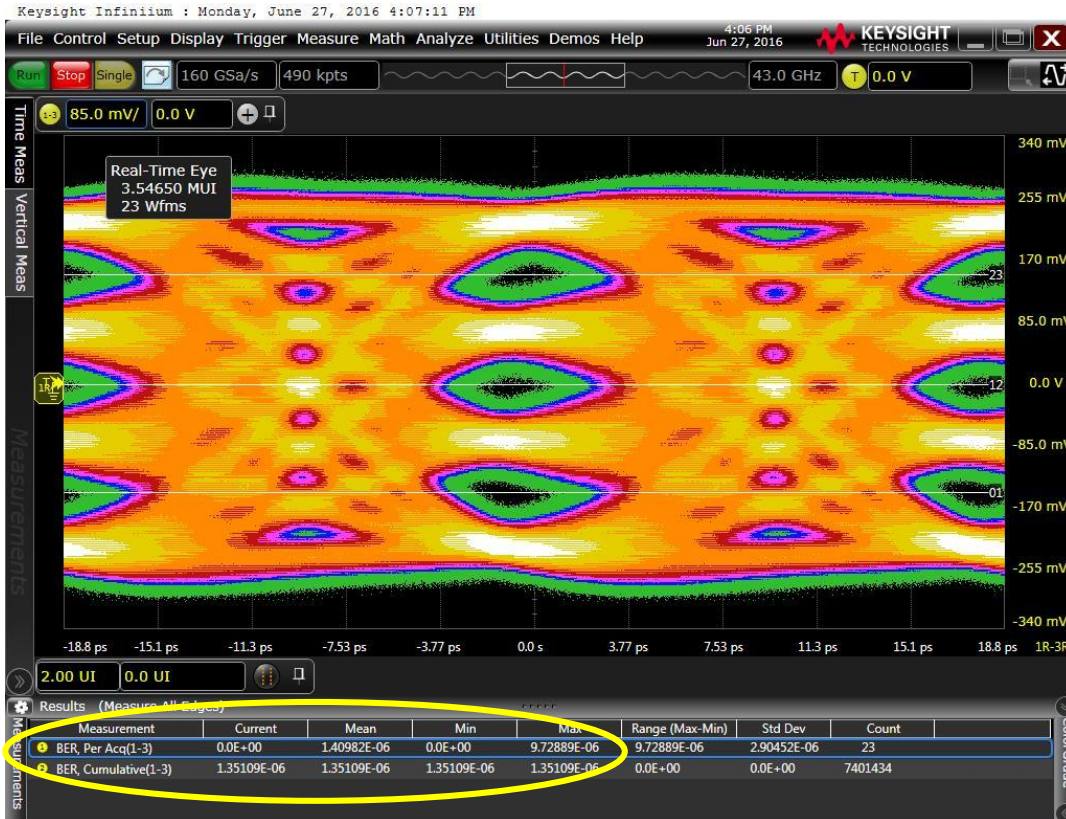 Keysight Infiniium : Monday, June 27, 2016 4:07:11 PM
File Control Setup Display Trigger Measure Math Analyze Utilities Demos Help
4:06 PM
Jun 27, 2016
KEYSIGHT
TECHNOLOGIES
X
Run Stop Single 160 GSa/s 490 kpts 43.0 GHz T 0.0 V
1-3 85.0 mV/ 0.0 V
Time Meas
Vertical Meas
Measurements
Real-Time Eye
3.54650 MUI
23 Wfms
340 mV
255 mV
170 mV
23
85.0 mV
0.0 V
12
-85.0 mV
-170 mV
01
-255 mV
-340 mV
-18.8 ps -15.1 ps -11.3 ps -7.53 ps -3.77 ps 0.0 s 3.77 ps 7.53 ps 11.3 ps 15.1 ps 18.8 ps 1R-3R
2.00 UI 0.0 UI
Results (Measure All Edges)
Measurements
Measurement Current Mean Min Max Range (Max-Min) Std Dev Count
1 BER, Per Acq(1-3) 0.0E+00 1.40982E-06 0.0E+00 9.72889E-06 9.72889E-06 2.90452E-06 23
2 BER, Cumulative(1-3) 1.35109E-06 1.35109E-06 1.35109E-06 1.35109E-06 0.0E+00 0.0E+00 7401434